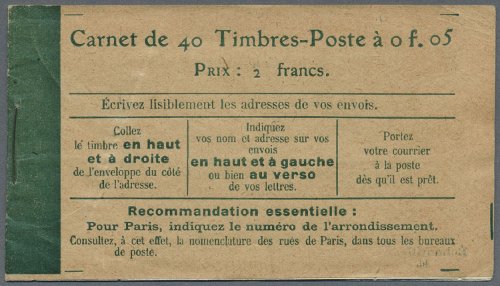 Carnet de 40 Timbres-Poste à 0 f. 05
PRIX : 2 francs.
Écrivez lisiblement les adresses de vos envois.
Collez
le timbre en haut
et à droite
de l'enveloppe du côté
de l'adresse.
Indiquez
vos nom et adresse sur vos
envois
en haut et à gauche
ou bien au verso
de vos lettres.
Portez
votre courrier
à la poste
dès qu'il est prêt.
Recommandation essentielle :
Pour Paris, indiquez le numéro de l'arrondissement.
Consultez, à cet effet, la nomenclature des rues de Paris, dans tous les bureaux
de poste.